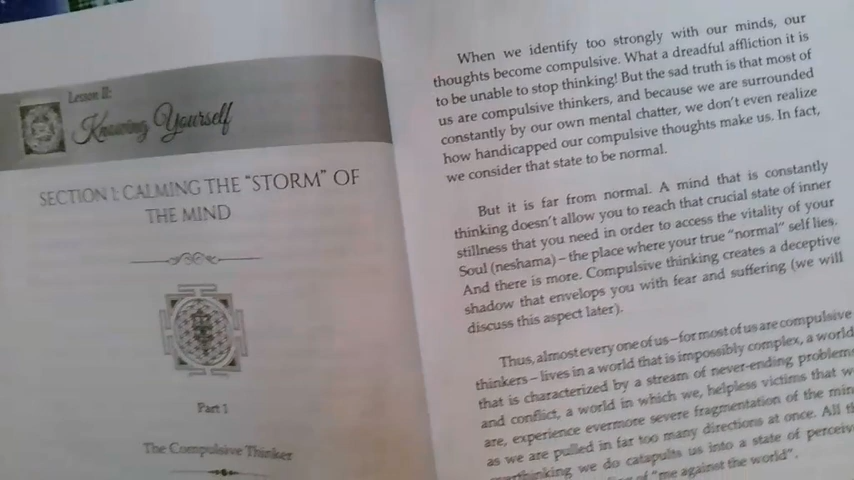 Lesson II:
Knowing Yourself
SECTION I: CALMING THE "STORM" OF
THE MIND
Part 1
The Compulsive Thinker
When we identify too strongly with our minds, our
thoughts become compulsive. What a dreadful affliction it is
to be unable to stop thinking! But the sad truth is that most of
us are compulsive thinkers, and because we are surrounded
constantly by our own mental chatter, we don't even realize
how handicapped our compulsive thoughts make us. In fact,
we consider that state to be normal.
But it is far from normal. A mind that is constantly
thinking doesn't allow you to reach that crucial state of inner
stillness that you need in order to access the vitality of your
Soul (neshama) – the place where your true "normal" self lies.
And there is more. Compulsive thinking creates a deceptive
shadow that envelops you with fear and suffering (we will
discuss this aspect later).
Thus, almost every one of us – for most of us are compulsive
thinkers – lives in a world that is impossibly complex, a world
that is characterized by a stream of never-ending problem
and conflict, a world in which we, helpless victims that w
are, experience evermore severe fragmentation of the min
as we are pulled in far too many directions at once. All th
we do catapults us into a state of perceiv
of "me against the world".